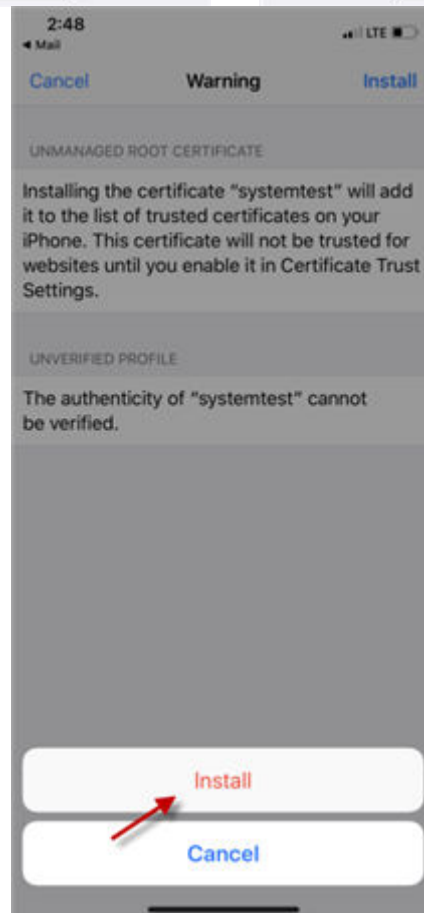 2:48
LTE
Mail
Cancel Warning Install
UNMANAGED ROOT CERTIFICATE
Installing the certificate "systemtest" will add
it to the list of trusted certificates on your
iPhone. This certificate will not be trusted for
websites until you enable it in Certificate Trust
Settings.
UNVERIFIED PROFILE
The authenticity of "systemtest" cannot
be verified.
Install
Cancel